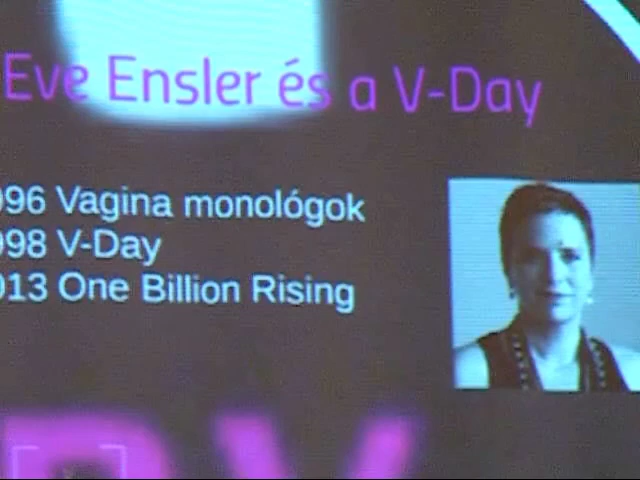 Eve Ensler és a V-Day
996 Vagina monológok
998 V-Day
013 One Billion Rising